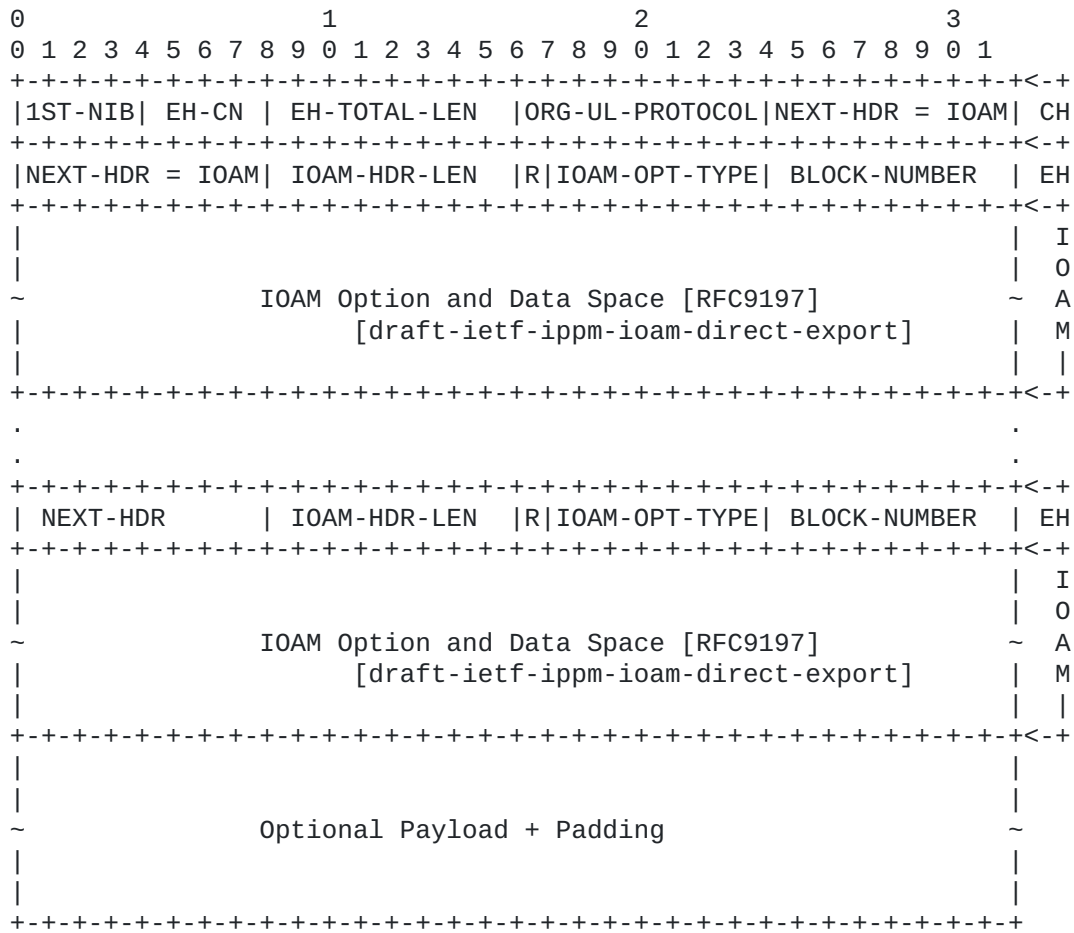 0                   1                   2                   3
0 1 2 3 4 5 6 7 8 9 0 1 2 3 4 5 6 7 8 9 0 1 2 3 4 5 6 7 8 9 0 1
+-+-+-+-+-+-+-+-+-+-+-+-+-+-+-+-+-+-+-+-+-+-+-+-+-+-+-+-+-+-+-+-+<-+
|1ST-NIB| EH-CN | EH-TOTAL-LEN  |ORG-UL-PROTOCOL|NEXT-HDR = IOAM| CH
+-+-+-+-+-+-+-+-+-+-+-+-+-+-+-+-+-+-+-+-+-+-+-+-+-+-+-+-+-+-+-+-+<-+
|NEXT-HDR = IOAM| IOAM-HDR-LEN  |R|IOAM-OPT-TYPE| BLOCK-NUMBER  | EH
+-+-+-+-+-+-+-+-+-+-+-+-+-+-+-+-+-+-+-+-+-+-+-+-+-+-+-+-+-+-+-+-+<-+
|                                                               |  I
|                                                               |  O
~               IOAM Option and Data Space [RFC9197]            ~  A
|                     [draft-ietf-ippm-ioam-direct-export]      |  M
|                                                               |  |
+-+-+-+-+-+-+-+-+-+-+-+-+-+-+-+-+-+-+-+-+-+-+-+-+-+-+-+-+-+-+-+-+<-+
.                                                               .
.                                                               .
+-+-+-+-+-+-+-+-+-+-+-+-+-+-+-+-+-+-+-+-+-+-+-+-+-+-+-+-+-+-+-+-+<-+
| NEXT-HDR      | IOAM-HDR-LEN  |R|IOAM-OPT-TYPE| BLOCK-NUMBER  | EH
+-+-+-+-+-+-+-+-+-+-+-+-+-+-+-+-+-+-+-+-+-+-+-+-+-+-+-+-+-+-+-+-+<-+
|                                                               |  I
|                                                               |  O
~               IOAM Option and Data Space [RFC9197]            ~  A
|                     [draft-ietf-ippm-ioam-direct-export]      |  M
|                                                               |  |
+-+-+-+-+-+-+-+-+-+-+-+-+-+-+-+-+-+-+-+-+-+-+-+-+-+-+-+-+-+-+-+-+<-+
|                                                               |
|                                                               |
~               Optional Payload + Padding                      ~
|                                                               |
|                                                               |
+-+-+-+-+-+-+-+-+-+-+-+-+-+-+-+-+-+-+-+-+-+-+-+-+-+-+-+-+-+-+-+-+